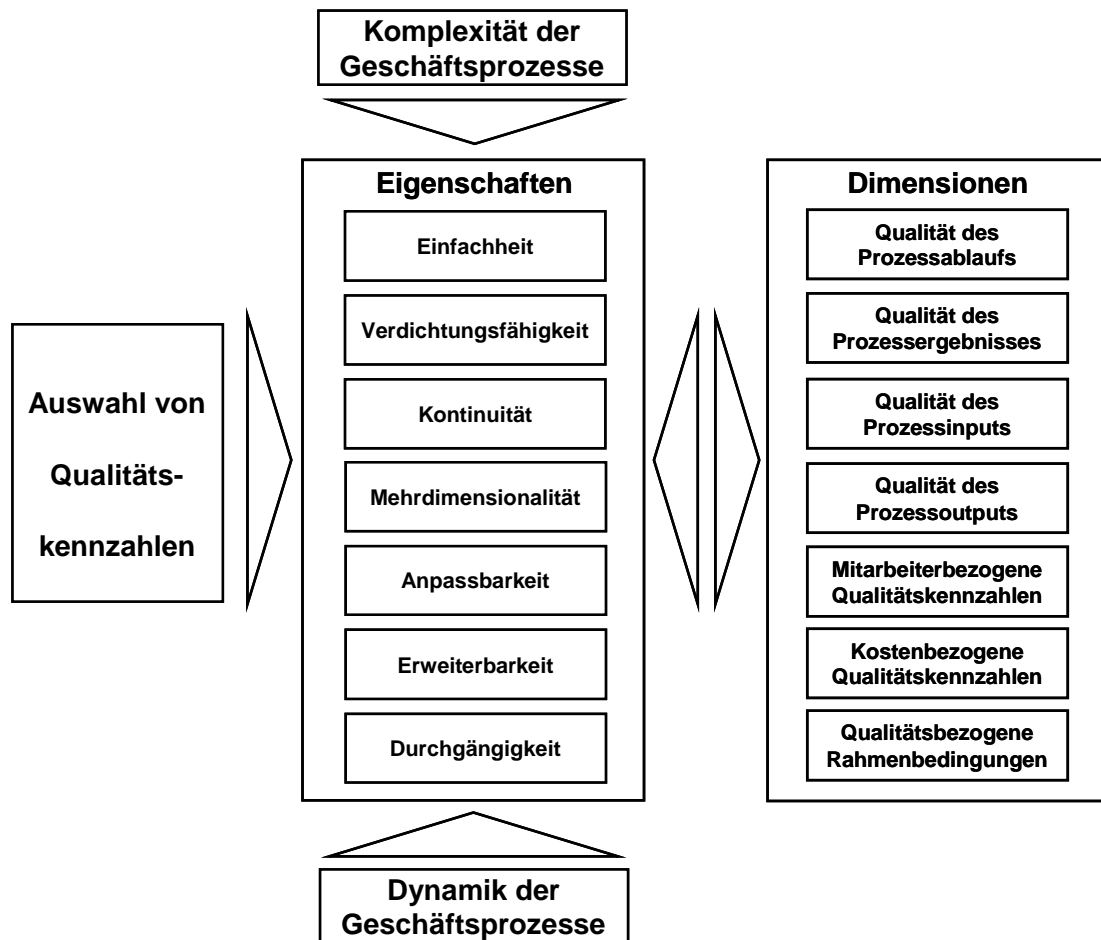 Komplexität der
Geschäftsprozesse
Auswahl von
Qualitäts-
kennzahlen
Eigenschaften
Einfachheit
Verdichtungsfähigkeit
Kontinuität
Mehrdimensionalität
Anpassbarkeit
Erweiterbarkeit
Durchgängigkeit
Dimensionen
Qualität des
Prozessablaufs
Qualität des
Prozessergebnisses
Qualität des
Prozessinputs
Qualität des
Prozessoutputs
Mitarbeiterbezogene
Qualitätskennzahlen
Kostenbezogene
Qualitätskennzahlen
Qualitätsbezogene
Rahmenbedingungen
Dynamik der
Geschäftsprozesse